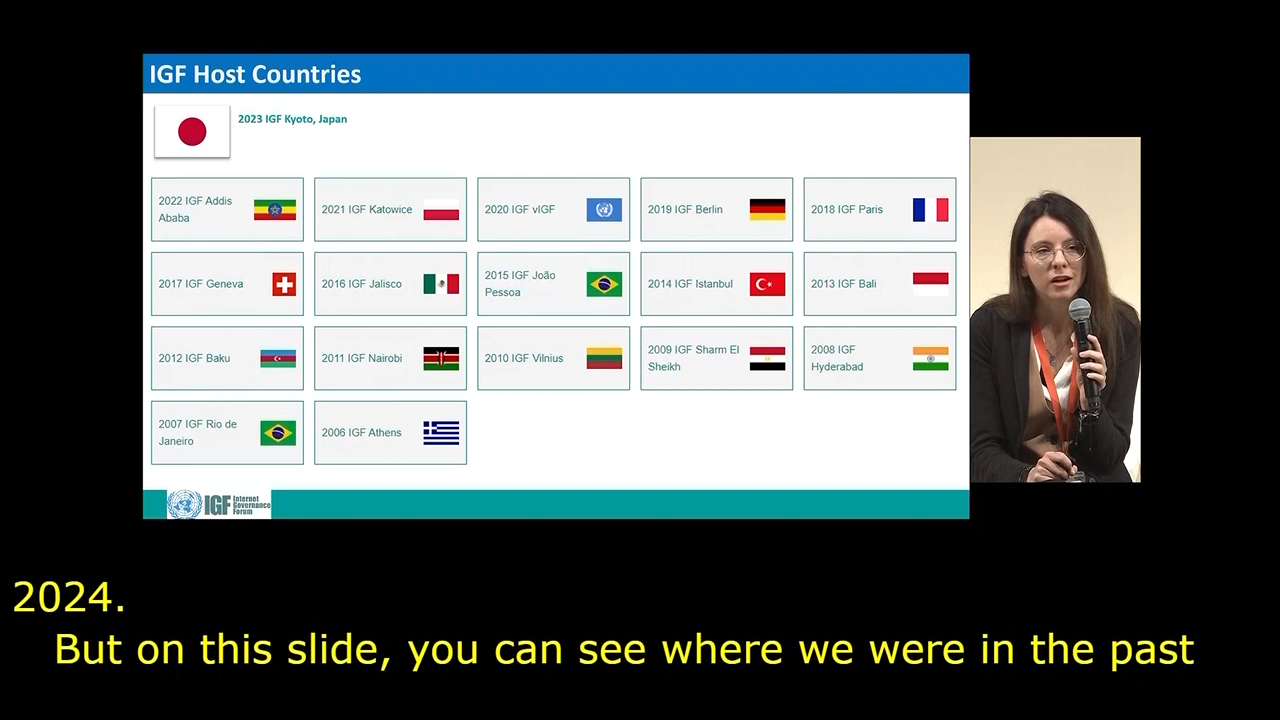 IGF Host Countries
2023 IGF Kyoto, Japan
2022 IGF Addis
Ababa
2021 IGF Katowice
2020 IGF vIGF
2019 IGF Berlin
2018 IGF Paris
2017 IGF Geneva
2016 IGF Jalisco
2015 IGF João
Pessoa
2014 IGF Istanbul
2013 IGF Bali
2012 IGF Baku
2011 IGF Nairobi
2010 IGF Vilnius
2009 IGF Sharm El
Sheikh
2008 IGF
Hyderabad
2007 IGF Rio de
Janeiro
2006 IGF Athens
IGF
Internet
Governance
Forum
2024.
But on this slide, you can see where we were in the past